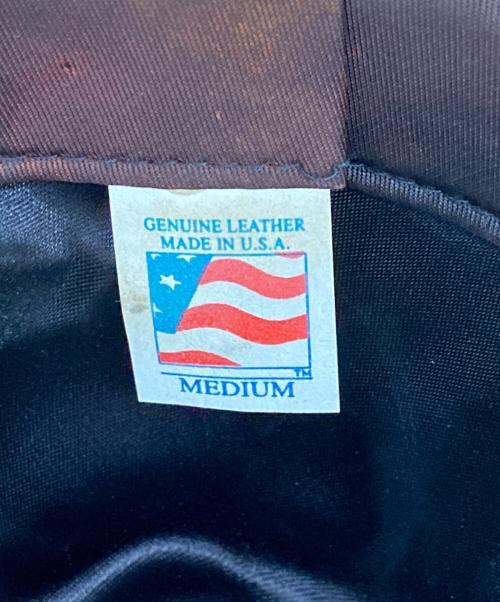 GENUINE LEATHER
MADE IN U.S.A.
TM
MEDIUM